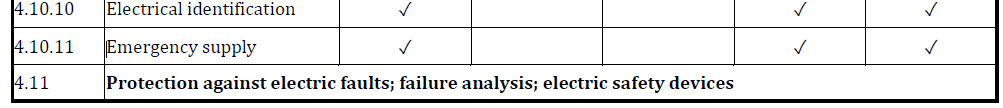 4.10.10 Electrical identification ✓ ✓ ✓
4.10.11 Emergency supply ✓ ✓ ✓
4.11 Protection against electric faults; failure analysis; electric safety devices